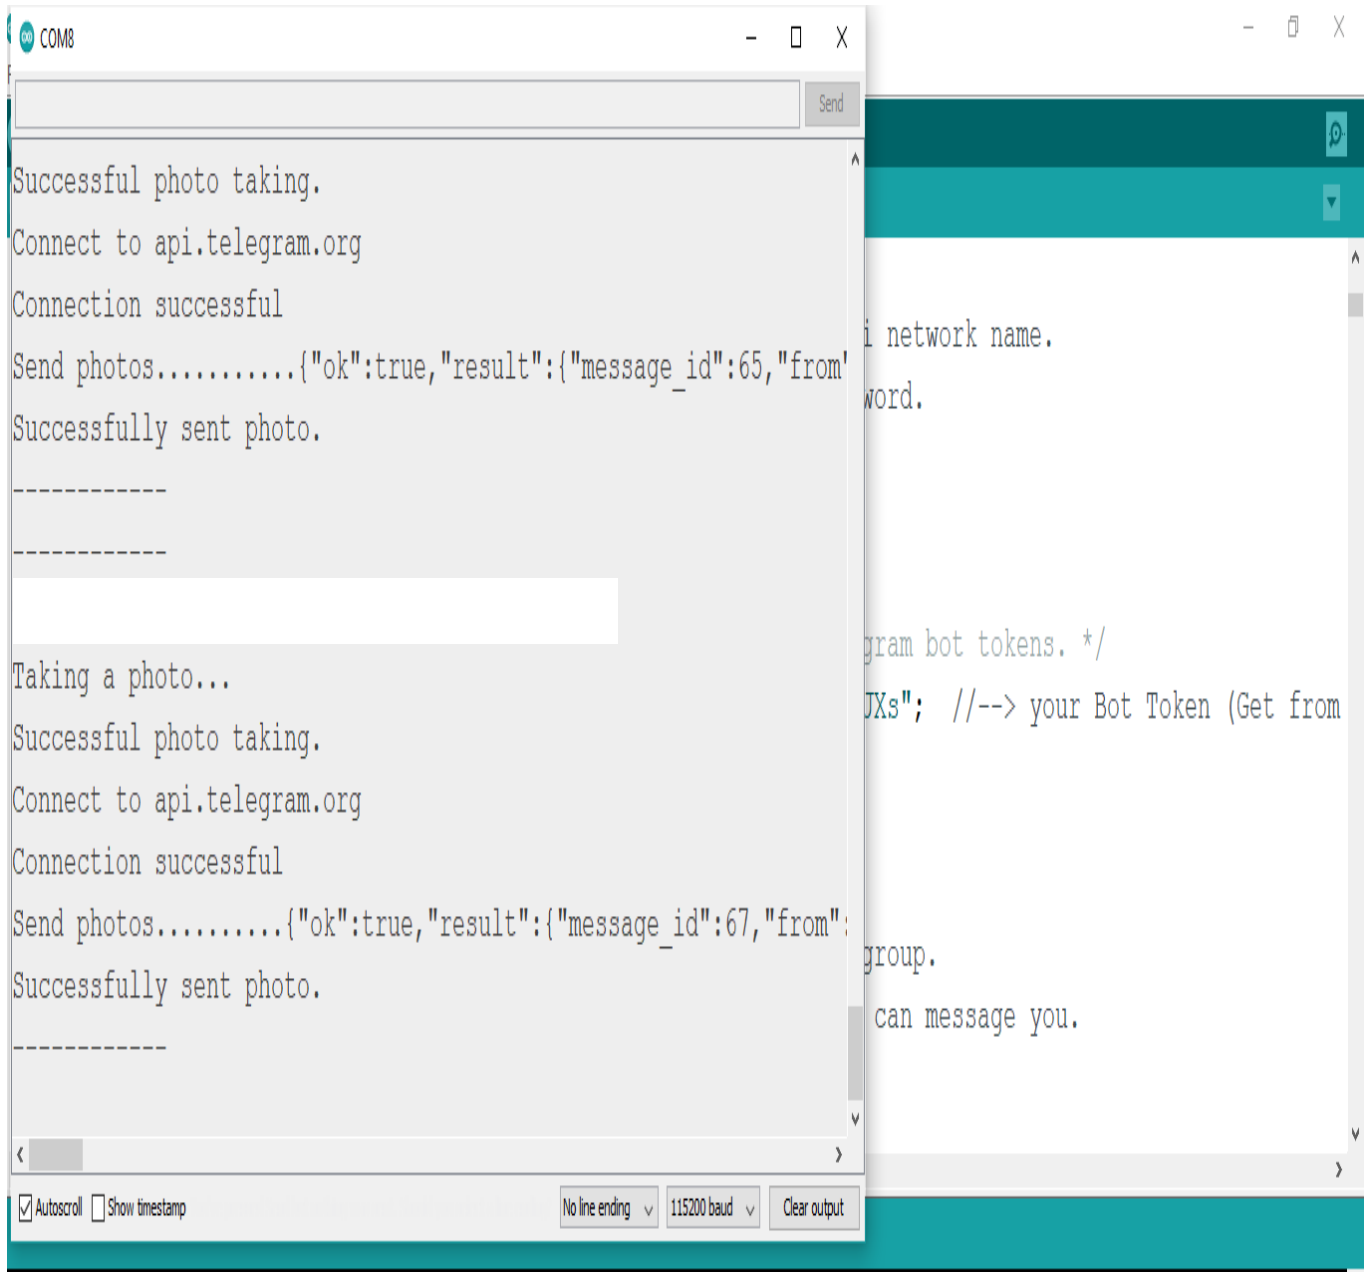 COM8
Send
Successful photo taking.
Connect to api.telegram.org
Connection successful
Send photos...........{"ok":true,"result":{"message_id":65,"from"
Successfully sent photo.
------------
------------
Taking a photo...
Successful photo taking.
Connect to api.telegram.org
Connection successful
Send photos..........{"ok":true,"result":{"message_id":67,"from":
Successfully sent photo.
------------
Autoscroll Show timestamp No line ending 115200 baud Clear output
i network name.
word.
gram bot tokens. */
JXs"; //--> your Bot Token (Get from
group.
can message you.